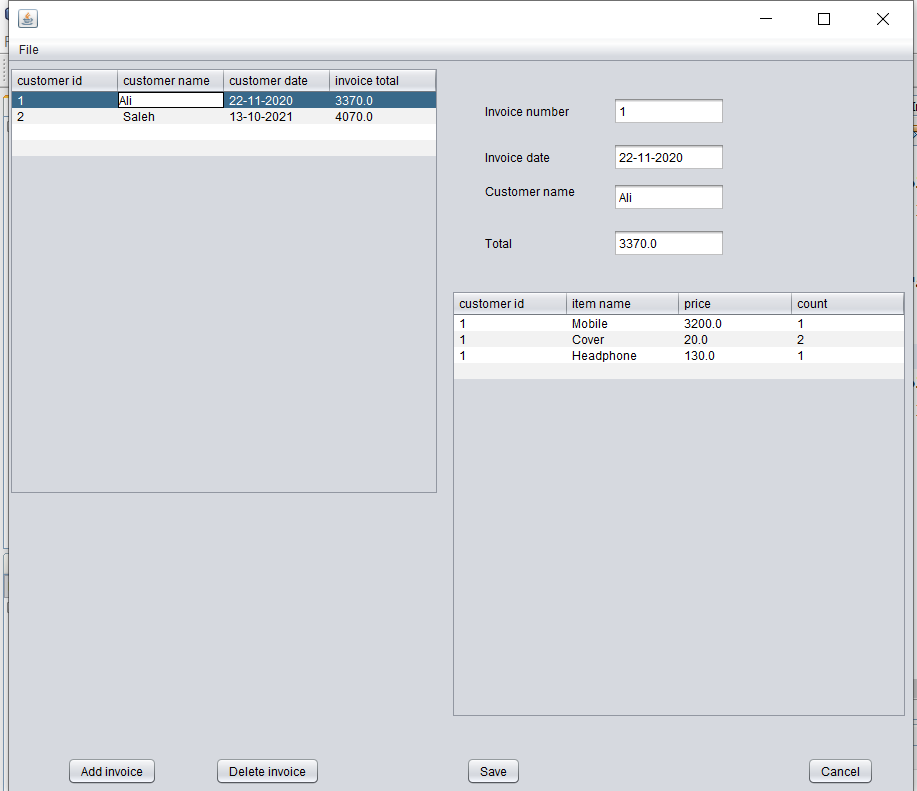 File
customer id customer name customer date invoice total
1 Ali 22-11-2020 3370.0
2 Saleh 13-10-2021 4070.0
Invoice number 1
Invoice date 22-11-2020
Customer name Ali
Total 3370.0
customer id item name price count
1 Mobile 3200.0 1
1 Cover 20.0 2
1 Headphone 130.0 1
Add invoice Delete invoice Save Cancel